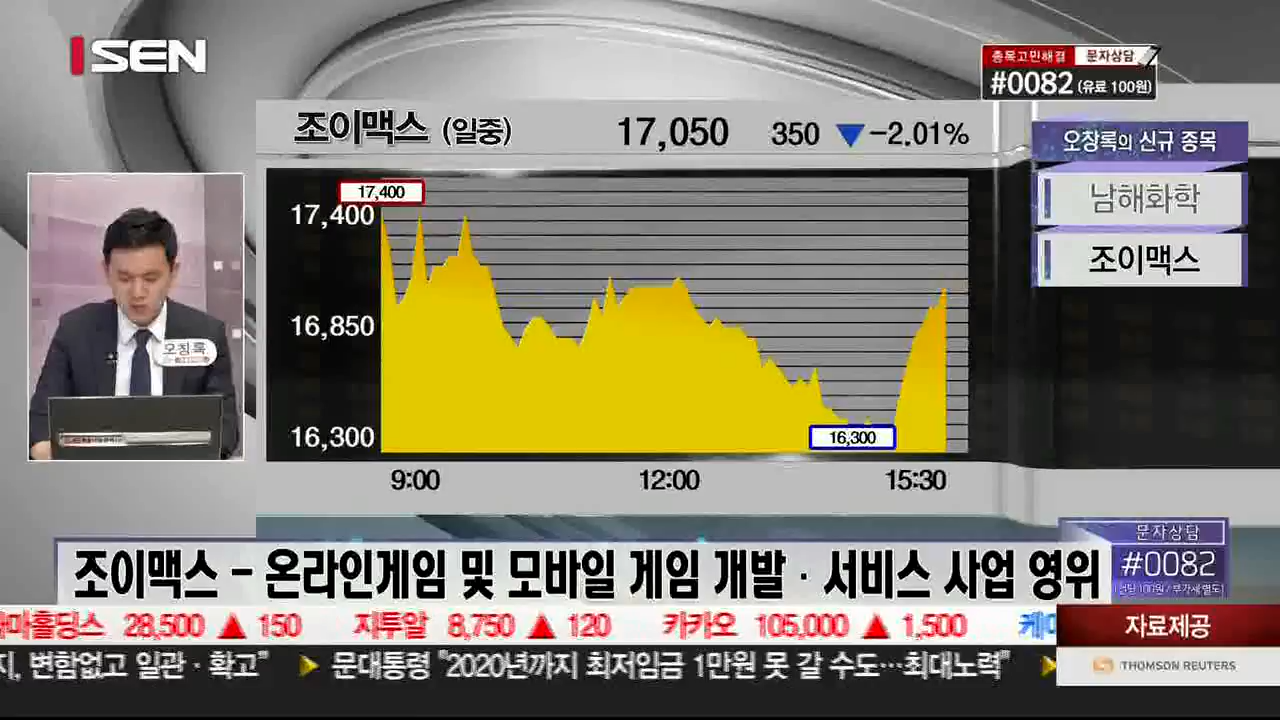 SEN
종목고민해결 문자상담
#0082 (유료 100원)
조이맥스 (일중) 17,050 350 ▼-2.01%
오창록의 신규 종목
남해화학
조이맥스
17,400
17,400
16,850
16,300
16,300
9:00 12:00 15:30
오창록
조이맥스 - 온라인게임 및 모바일 게임 개발·서비스 사업 영위
문자상담
#0082
마홀딩스 28,500 ▲ 150 지투알 8,750 ▲ 120 카카오 105,000 ▲ 1,500
자료제공
지, 변함없고 일관·확고" ▶ 문대통령 "2020년까지 최저임금 1만원 못 갈 수도…최대노력" ▶
THOMSON REUTERS